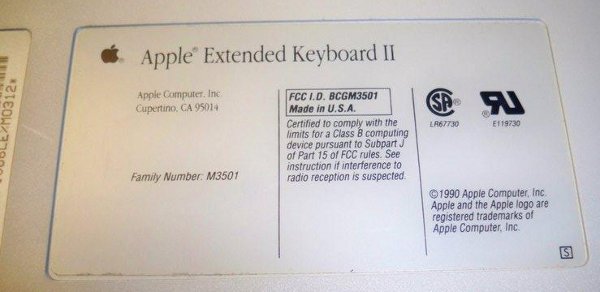 Apple® Extended Keyboard II
Apple Computer, Inc
Cupertino, CA 95014
Family Number: M3501
FCC I.D. BCGM3501
Made in U.S.A.
Certified to comply with the
limits for a Class B computing
device pursuant to Subpart J
of Part 15 of FCC rules. See
instruction if interference to
radio reception is suspected.
SA®
LR67730
®RU
E119730
©1990 Apple Computer, Inc.
Apple and the Apple logo are
registered trademarks of
Apple Computer, Inc.
S